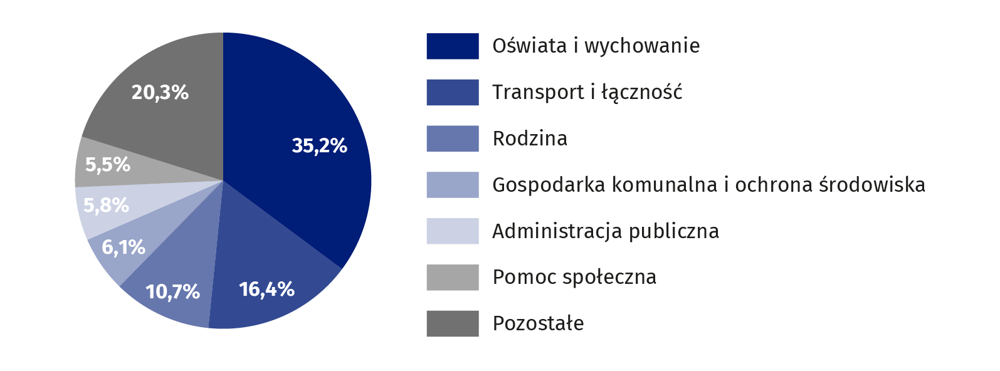 20,3%
35,2%
5,5%
5,8%
6,1%
10,7%
16,4%
Oświata i wychowanie
Transport i łączność
Rodzina
Gospodarka komunalna i ochrona środowiska
Administracja publiczna
Pomoc społeczna
Pozostałe